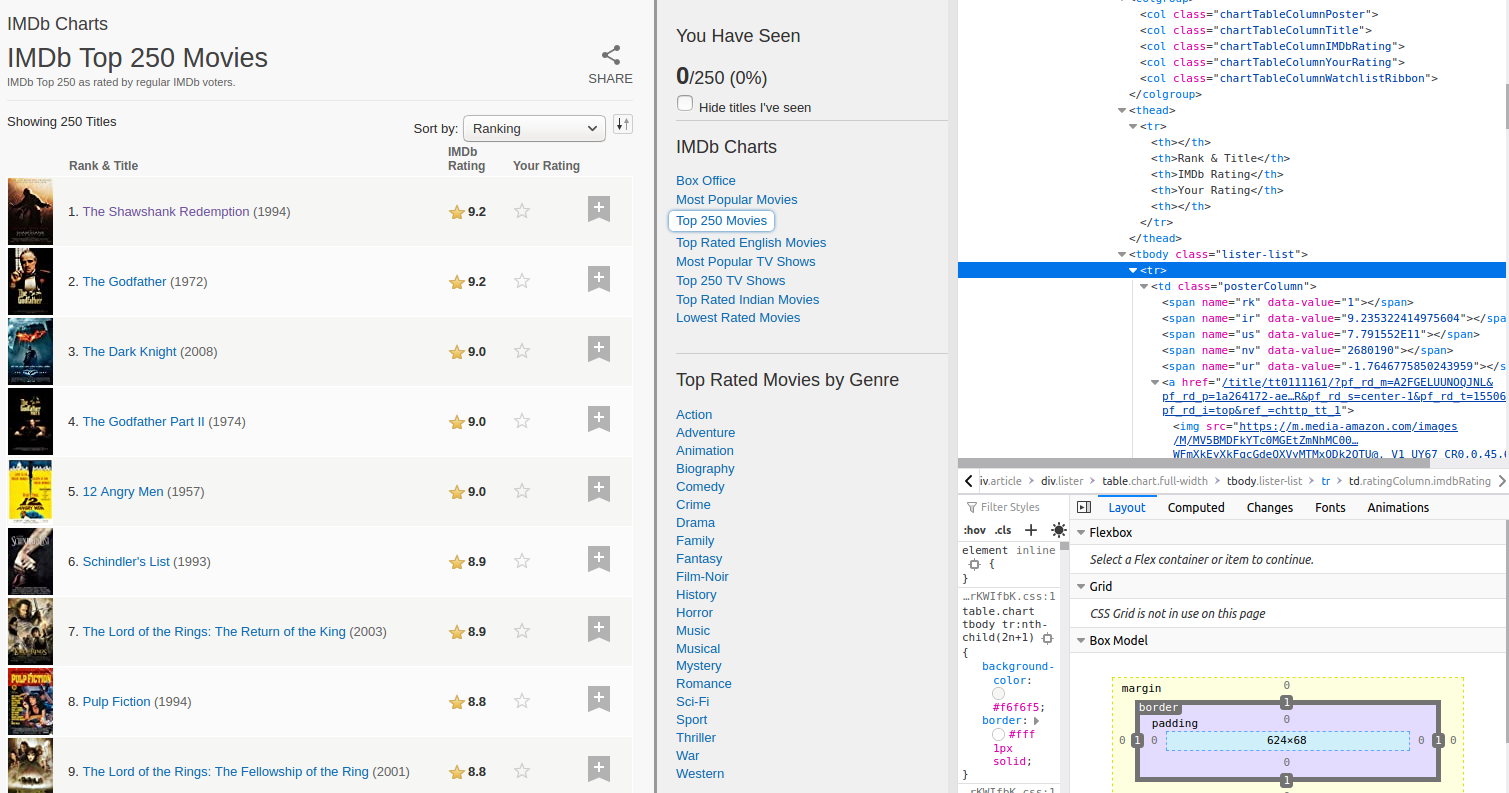 IMDb Charts
IMDb Top 250 Movies
IMDb Top 250 as rated by regular IMDb voters.
SHARE
Showing 250 Titles
Sort by: Ranking
Rank & Title
IMDb
Rating
Your Rating
1. The Shawshank Redemption (1994)
9.2
2. The Godfather (1972)
9.2
3. The Dark Knight (2008)
9.0
4. The Godfather Part II (1974)
9.0
5. 12 Angry Men (1957)
9.0
6. Schindler's List (1993)
8.9
7. The Lord of the Rings: The Return of the King (2003)
8.9
PULP FICTION
8. Pulp Fiction (1994)
8.8
9. The Lord of the Rings: The Fellowship of the Ring (2001)
8.8
You Have Seen
0/250 (0%)
Hide titles I've seen
IMDb Charts
Box Office
Most Popular Movies
Top 250 Movies
Top Rated English Movies
Most Popular TV Shows
Top 250 TV Shows
Top Rated Indian Movies
Lowest Rated Movies
Top Rated Movies by Genre
Action
Adventure
Animation
Biography
Comedy
Crime
Drama
Family
Fantasy
Film-Noir
History
Horror
Music
Musical
Mystery
Romance
Sci-Fi
Sport
Thriller
War
Western
<colgroup>
<col class="chartTableColumnPoster">
<col class="chartTableColumnTitle">
<col class="chartTableColumnIMDbRating">
<col class="chartTableColumnYourRating">
<col class="chartTableColumnWatchlistRibbon">
</colgroup>
<thead>
<tr>
<th></th>
<th>Rank & Title</th>
<th>IMDb Rating</th>
<th>Your Rating</th>
<th></th>
</tr>
</thead>
<tbody class="lister-list">
<tr>
<td class="posterColumn">
<span name="rk" data-value="1"></span>
<span name="ir" data-value="9.235322414975604"></spa
<span name="us" data-value="7.791552E11"></span>
<span name="nv" data-value="2680190"></span>
<span name="ur" data-value="-1.7646775850243959"></s
<a href="/title/tt0111161/?pf_rd_m=A2FGELUUNOQJNL&
pf_rd_p=1a264172-ae…R&pf_rd_s=center-1&pf_rd_t=15506
pf_rd_i=top&ref_=chttp_tt_1">
<img src="https://m.media-amazon.com/images
/M/MV5BMDFkYTc0MGEtZmNhMC00…
iv.article
div.lister
table.chart.full-width
tbody.lister-list
tr
td.ratingColumn.imdbRating
Filter Styles
:hov .cls +
element inline
{
}
…rKWIfbK.css:1
table.chart
tbody tr:nth-
child(2n+1)
{
background-
color:
#f6f6f5;
border:
#fff
1px
solid;
}
…rKWIfbK.css:1
Layout
Computed
Changes
Fonts
Animations
Flexbox
Select a Flex container or item to continue.
Grid
CSS Grid is not in use on this page
Box Model
margin
0
border
1
padding
0
0 1 0
624×68
0 1 0
0
1